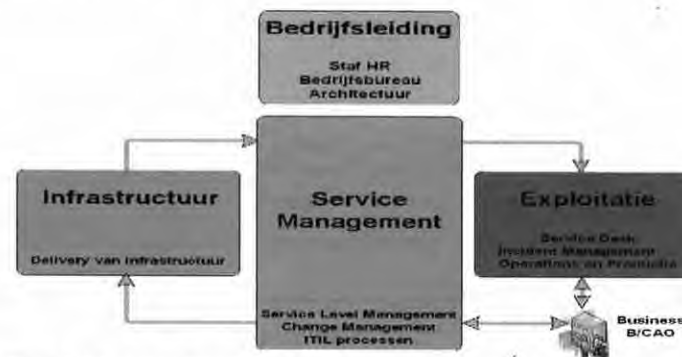 Bedrijfsleiding
Staf HR
Bedrijfsbureau
Architectuur
Infrastructuur
Delivery van Infrastructuur
Service
Management
Service Level Management
Change Management
ITIL processen
Exploitatie
Service Desk
Incident Management
Operations en Productie
Business
B/CAO